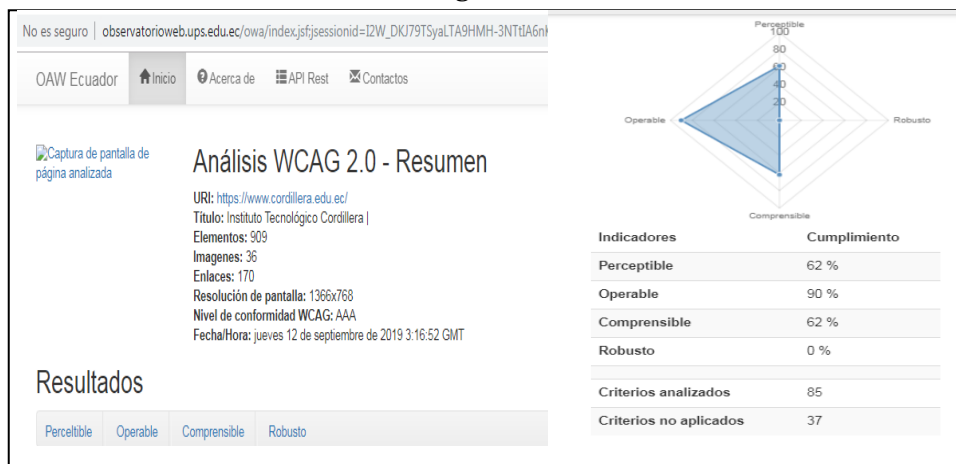 No es seguro | observatorioweb.ups.edu.ec/owa/index.jsf;jsessionid=I2W_DKJ79TSyaLTA9HMH-3NTtIA6n
OAW Ecuador Inicio Acerca de API Rest Contactos
Captura de pantalla de
página analizada
Análisis WCAG 2.0 - Resumen
URI: https://www.cordillera.edu.ec/
Título: Instituto Tecnológico Cordillera |
Elementos: 909
Imagenes: 36
Enlaces: 170
Resolución de pantalla: 1366x768
Nivel de conformidad WCAG: AAA
Fecha/Hora: jueves 12 de septiembre de 2019 3:16:52 GMT
Resultados
Perceltible Operable Comprensible Robusto
Perceptible
100
80
60
40
20
Operable
Robusto
Comprensible
Indicadores Cumplimiento
Perceptible 62 %
Operable 90 %
Comprensible 62 %
Robusto 0 %
Criterios analizados 85
Criterios no aplicados 37